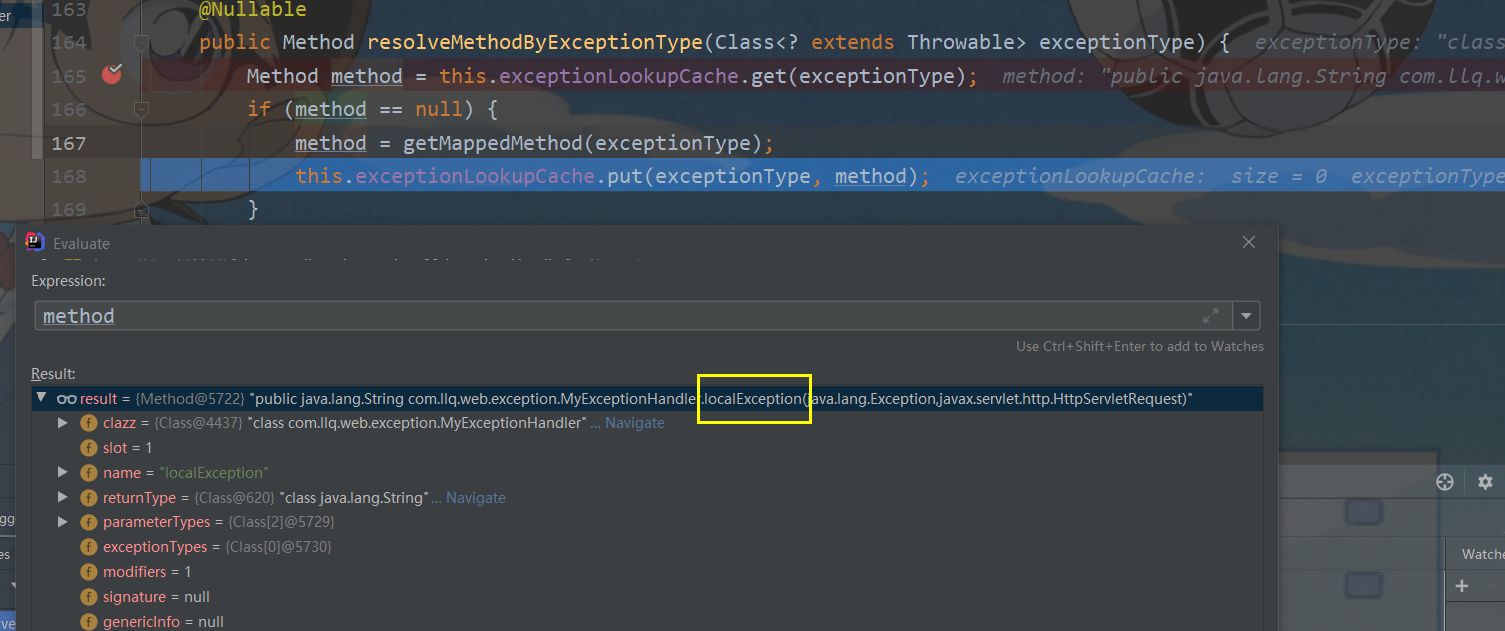 er
163 @Nullable
164 public Method resolveMethodByExceptionType(Class<? extends Throwable> exceptionType) { exceptionType: "class
165 Method method = this.exceptionLookupCache.get(exceptionType); method: "public java.lang.String com.llq.w
166 if (method == null) {
167 method = getMappedMethod(exceptionType);
168 this.exceptionLookupCache.put(exceptionType, method); exceptionLookupCache: size = 0 exceptionType
169 }
Evaluate
Expression:
method
Use Ctrl+Shift+Enter to add to Watches
Result:
result = {Method@5722} "public java.lang.String com.llq.web.exception.MyExceptionHandler.localException(java.lang.Exception,javax.servlet.http.HttpServletRequest)"
clazz = {Class@4437} "class com.llq.web.exception.MyExceptionHandler" ... Navigate
slot = 1
name = "localException"
returnType = {Class@620} "class java.lang.String" ... Navigate
parameterTypes = {Class[2]@5729}
exceptionTypes = {Class[0]@5730}
modifiers = 1
signature = null
genericInfo = null
gg
es
Watche
ve